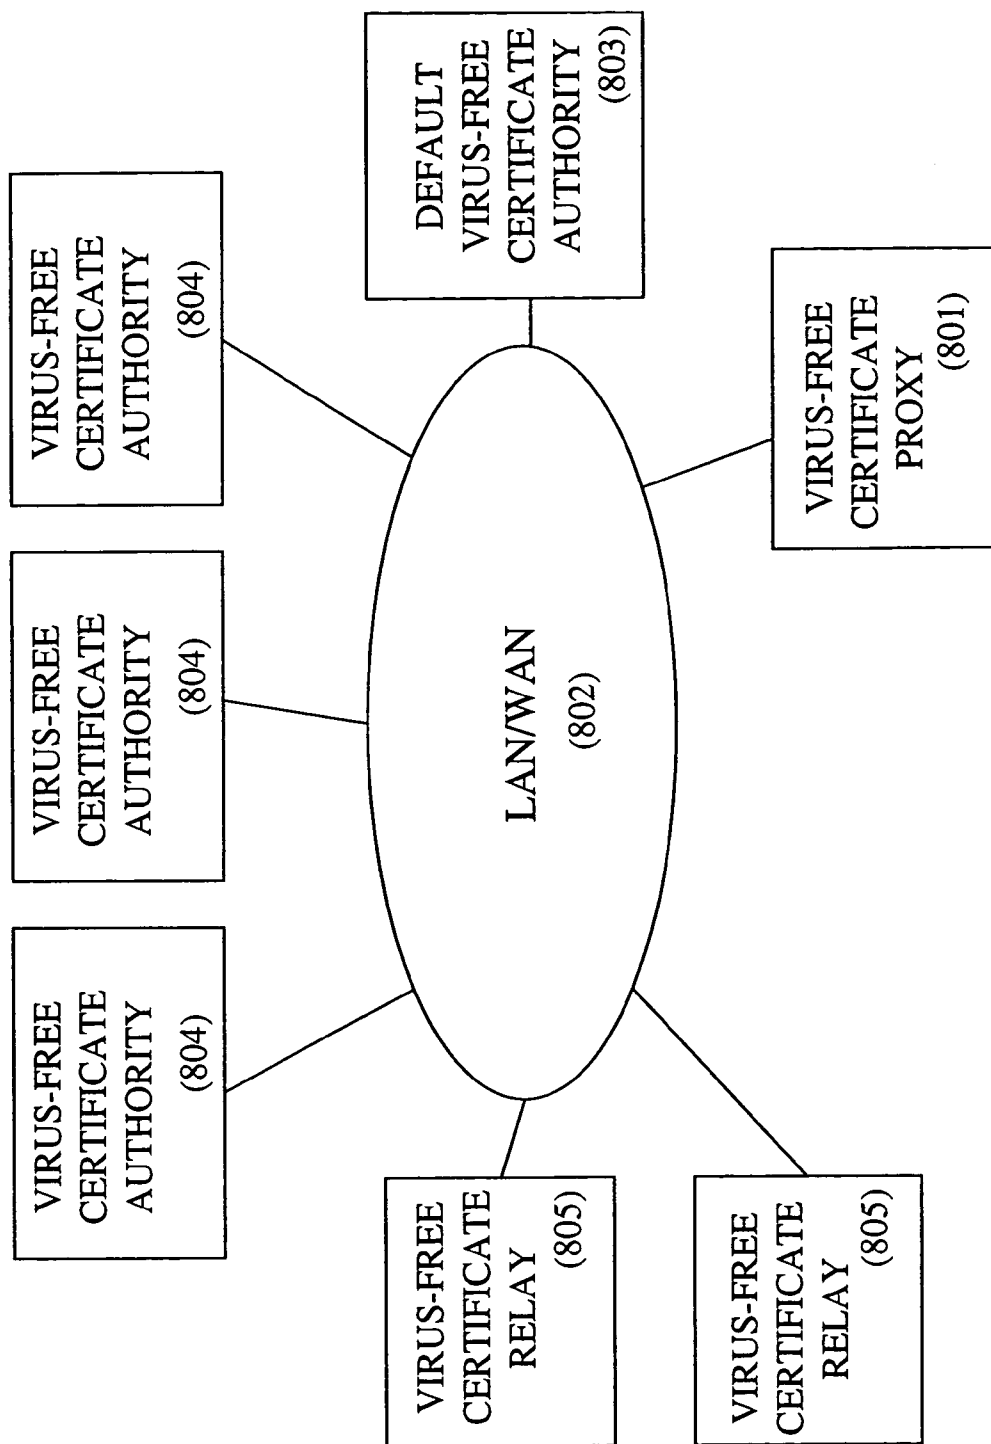 VIRUS-FREE
CERTIFICATE
AUTHORITY
(804)
VIRUS-FREE
CERTIFICATE
AUTHORITY
(804)
VIRUS-FREE
CERTIFICATE
AUTHORITY
(804)
VIRUS-FREE
CERTIFICATE
RELAY
(805)
LAN/WAN
(802)
DEFAULT
VIRUS-FREE
CERTIFICATE
AUTHORITY
(803)
VIRUS-FREE
CERTIFICATE
RELAY
(805)
VIRUS-FREE
CERTIFICATE
PROXY
(801)